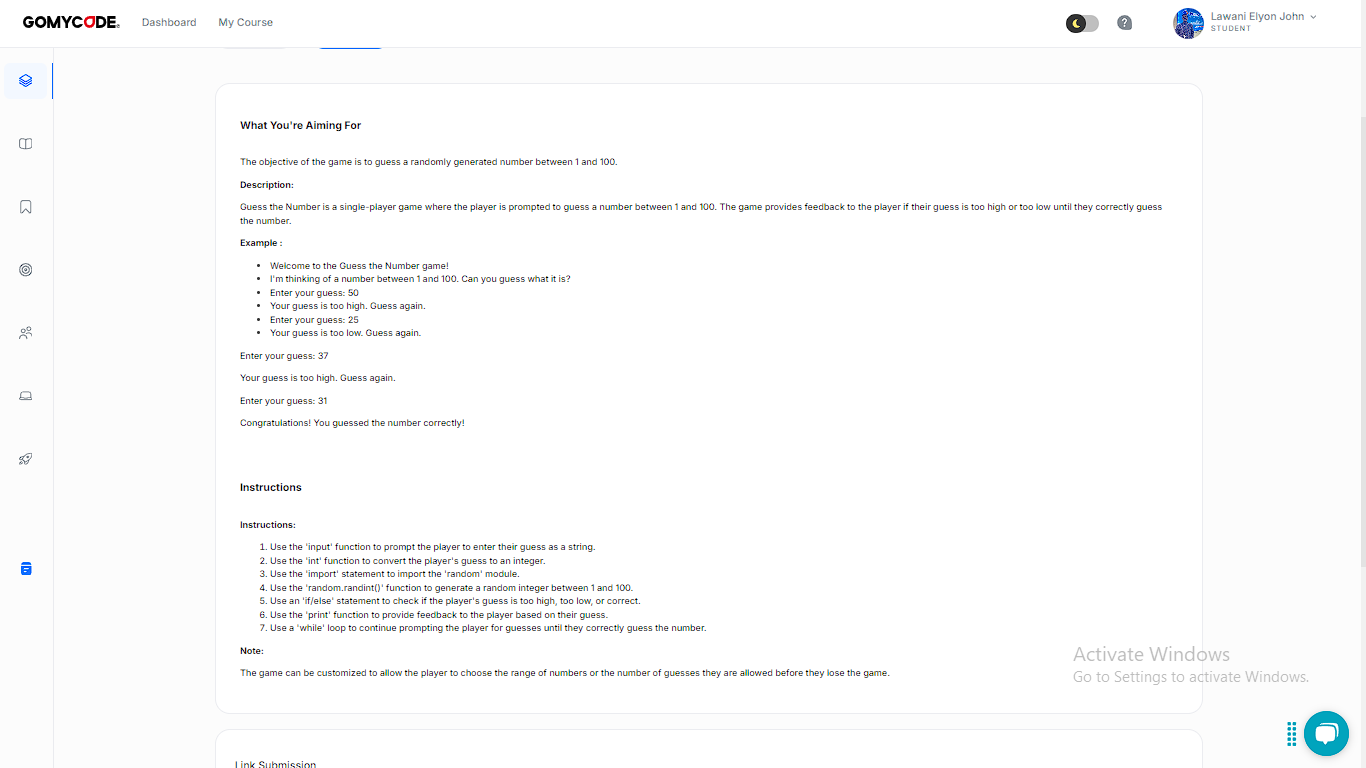 GOMYCODE
Dashboard
My Course
Lawani Elyon John
STUDENT
What You're Aiming For
The objective of the game is to guess a randomly generated number between 1 and 100.
Description:
Guess the Number is a single-player game where the player is prompted to guess a number between 1 and 100. The game provides feedback to the player if their guess is too high or too low until they correctly guess
the number.
Example :
• Welcome to the Guess the Number game!
• I'm thinking of a number between 1 and 100. Can you guess what it is?
• Enter your guess: 50
• Your guess is too high. Guess again.
• Enter your guess: 25
• Your guess is too low. Guess again.
Enter your guess: 37
Your guess is too high. Guess again.
Enter your guess: 31
Congratulations! You guessed the number correctly!
Instructions
Instructions:
1. Use the 'input' function to prompt the player to enter their guess as a string.
2. Use the 'int' function to convert the player's guess to an integer.
3. Use the 'import' statement to import the 'random' module.
4. Use the 'random.randint()' function to generate a random integer between 1 and 100.
5. Use an 'if/else' statement to check if the player's guess is too high, too low, or correct.
6. Use the 'print' function to provide feedback to the player based on their guess.
7. Use a 'while' loop to continue prompting the player for guesses until they correctly guess the number.
Note:
The game can be customized to allow the player to choose the range of numbers or the number of guesses they are allowed before they lose the game.
Activate Windows
Go to Settings to activate Windows.
Link Submission